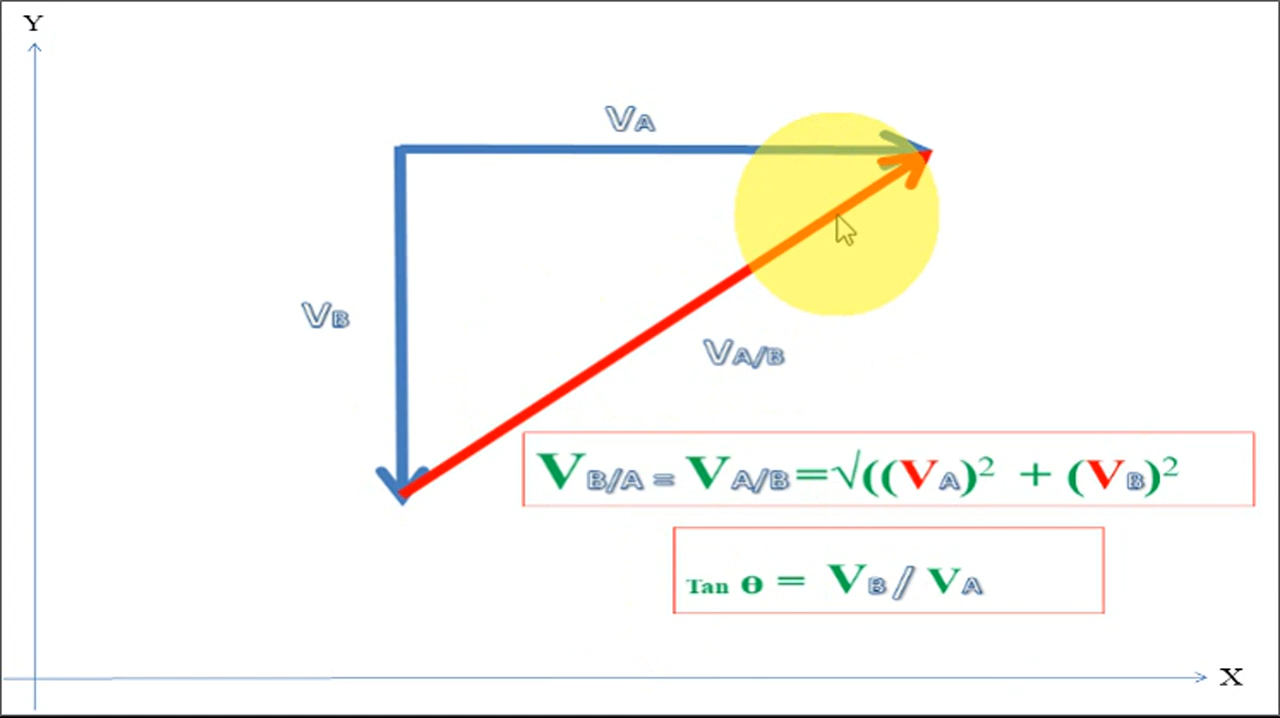 Y
VA
VB
VA/B
VB/A = VA/B =√((VA)² + (VB)²
Tan θ = VB / VA
X